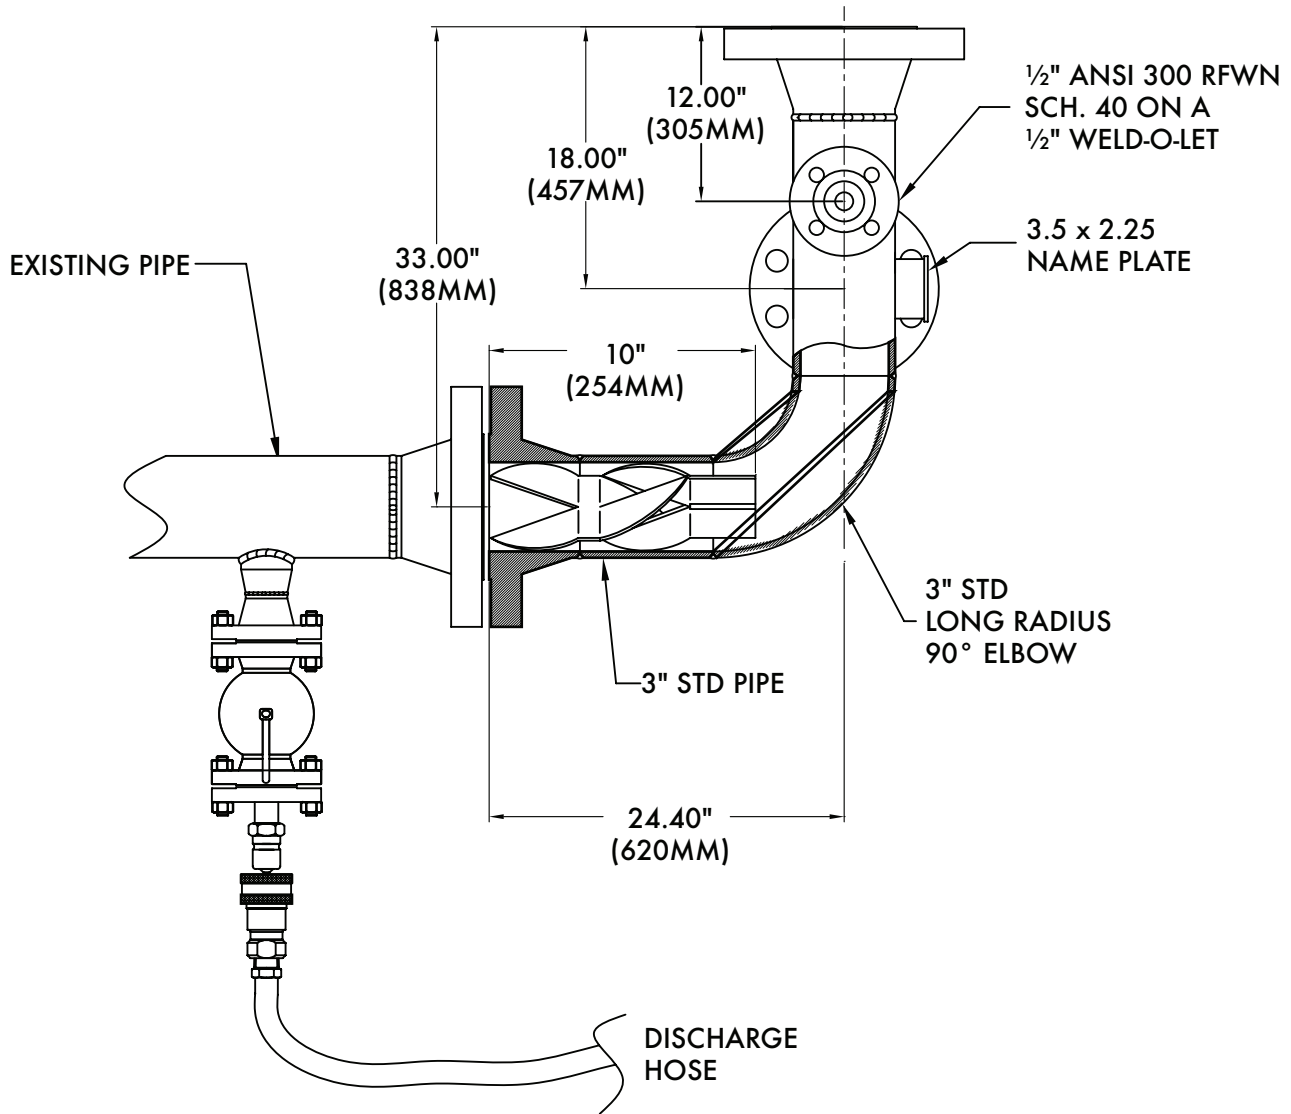 ½" ANSI 300 RFWN
SCH. 40 ON A
½" WELD-O-LET
12.00"
(305MM)
18.00"
(457MM)
3.5 x 2.25
NAME PLATE
EXISTING PIPE
33.00"
(838MM)
10"
(254MM)
3" STD
LONG RADIUS
90° ELBOW
3" STD PIPE
24.40"
(620MM)
DISCHARGE
HOSE